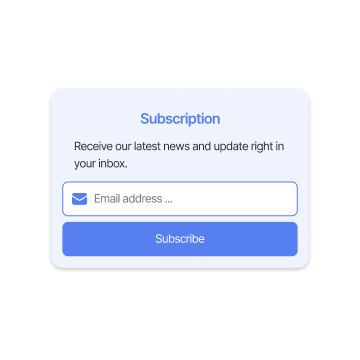 Subscription
Receive our latest news and update right in
your inbox.
Email address ...
Subscribe